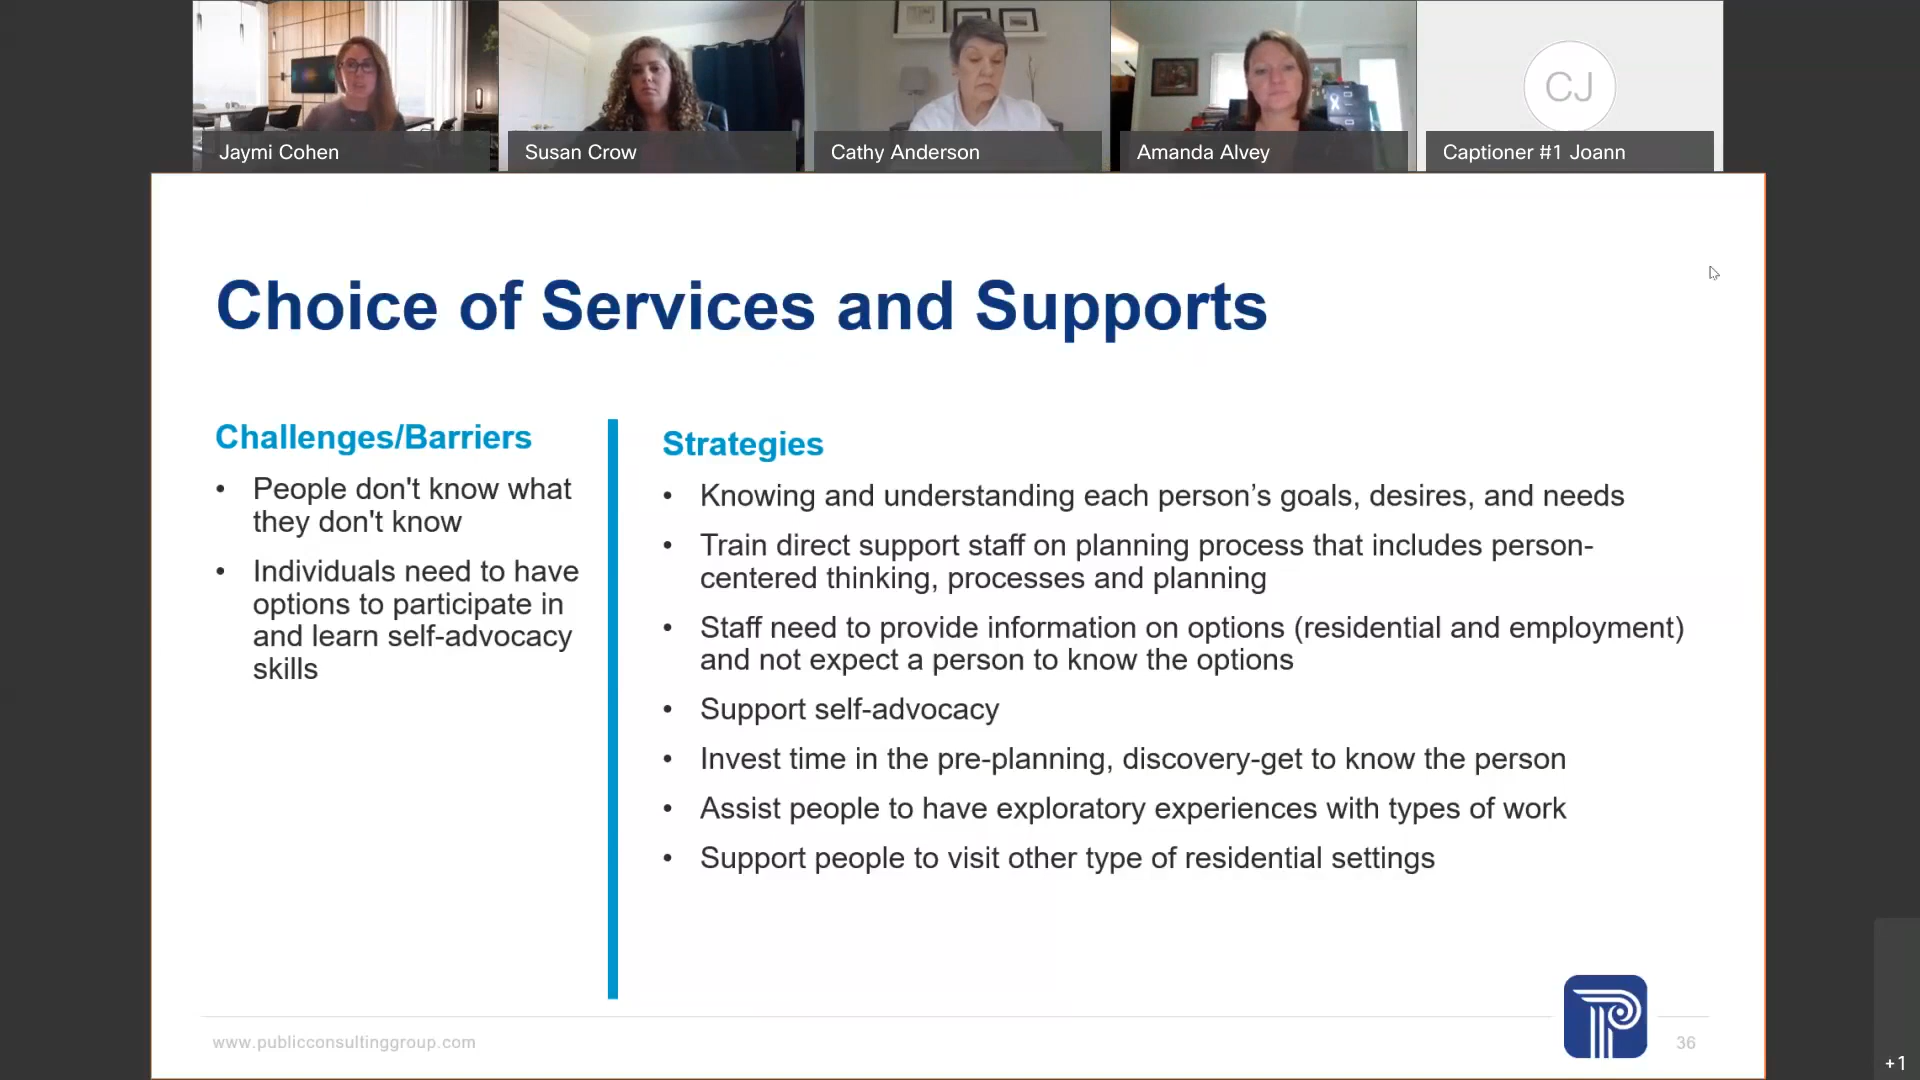 Jaymi Cohen
Susan Crow
Cathy Anderson
Amanda Alvey
CJ
Captioner #1 Joann
Choice of Services and Supports
Challenges/Barriers
• People don't know what
they don't know
• Individuals need to have
options to participate in
and learn self-advocacy
skills
Strategies
• Knowing and understanding each person’s goals, desires, and needs
• Train direct support staff on planning process that includes person-
centered thinking, processes and planning
• Staff need to provide information on options (residential and employment)
and not expect a person to know the options
• Support self-advocacy
• Invest time in the pre-planning, discovery-get to know the person
• Assist people to have exploratory experiences with types of work
• Support people to visit other type of residential settings
www.publicconsultinggroup.com
36
+1